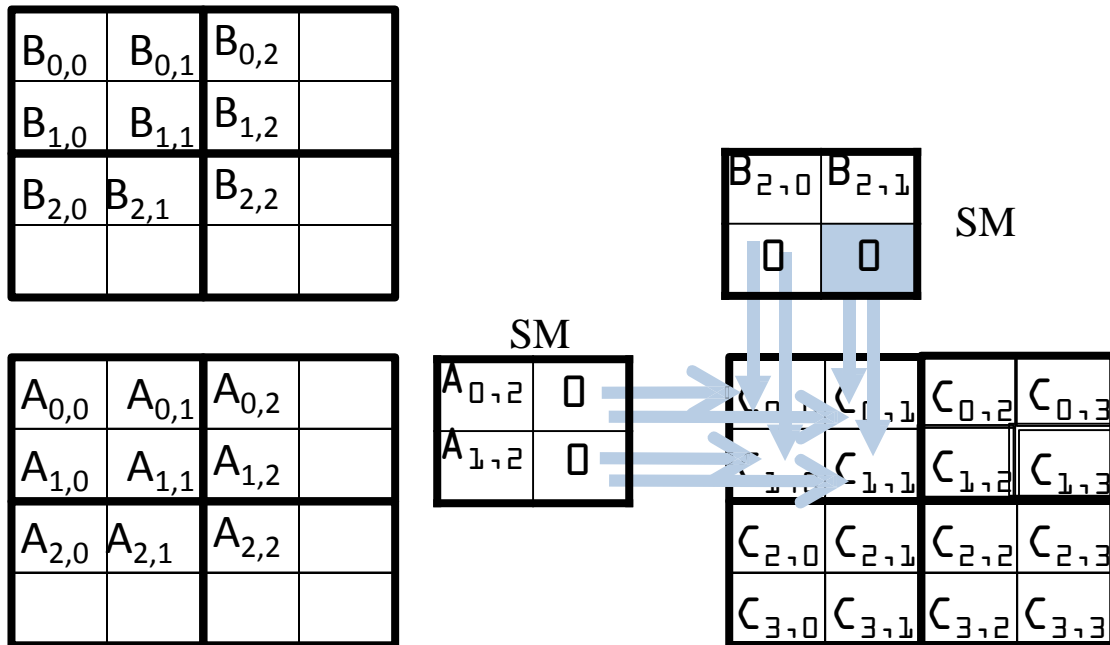 B0,0 B0,1 B0,2
B1,0 B1,1 B1,2
B2,0 B2,1 B2,2
B2,0 B2,1
0 0
SM
SM
A0,0 A0,1 A0,2
A1,0 A1,1 A1,2
A2,0 A2,1 A2,2
A0,2 0
A1,2 0
C0,1 C0,2 C0,3
C1,1 C1,2 C1,3
C2,0 C2,1 C2,2 C2,3
C3,0 C3,1 C3,2 C3,3